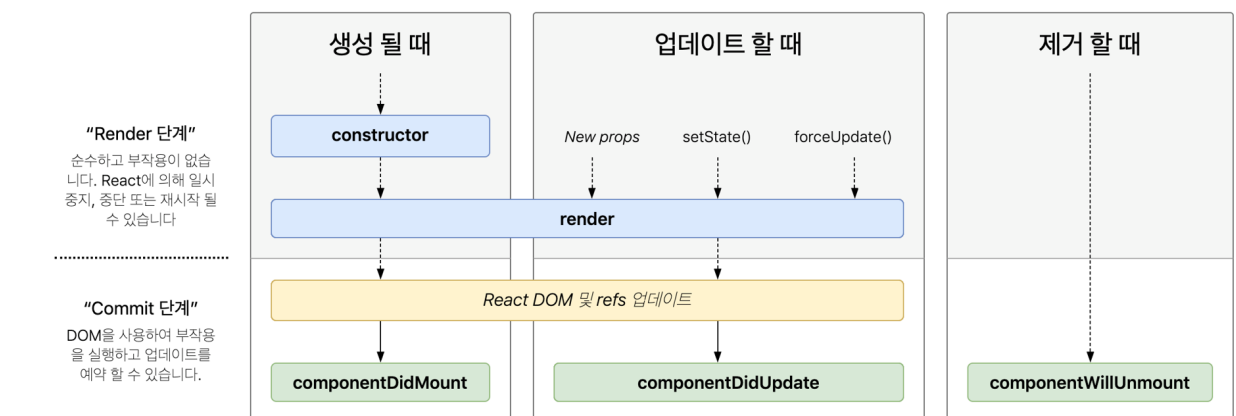 생성 될 때
업데이트 할 때
제거 할 때
“Render 단계”
순수하고 부작용이 없습
니다. React에 의해 일시
중지, 중단 또는 재시작 될
수 있습니다
constructor
New props
setState()
forceUpdate()
render
“Commit 단계”
DOM을 사용하여 부작용
을 실행하고 업데이트를
예약 할 수 있습니다.
React DOM 및 refs 업데이트
componentDidMount
componentDidUpdate
componentWillUnmount